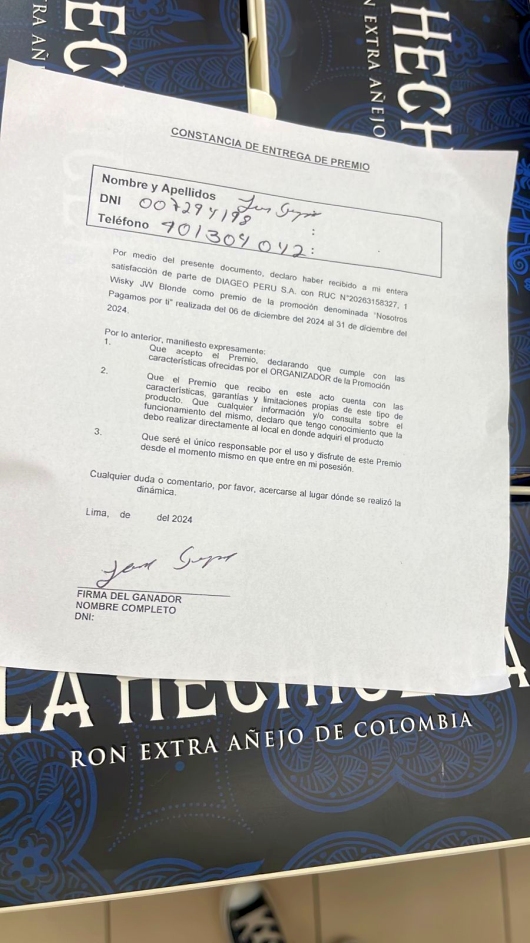 HECH
RON EXTRA AÑEJO
CONSTANCIA DE ENTREGA DE PREMIO
Nombre y Apellidos
DNI 007294198 :
Teléfono 901304042:
Por medio del presente documento, declaro haber recibido a mi entera
satisfacción de parte de DIAGEO PERU S.A. con RUC N°20263158327, 1
Wisky JW Blonde como premio de la promoción denominada "Nosotros
Pagamos por ti" realizada del 06 de diciembre del 2024 al 31 de diciembre del
2024.
Por lo anterior, manifiesto expresamente:
1. Que acepto el Premio, declarando que cumple con las
características ofrecidas por el ORGANIZADOR de la Promoción
2. Que el Premio que recibo en este acto cuenta con las
características, garantías y limitaciones propias de este tipo de
producto. Que cualquier información y/o consulta sobre el
funcionamiento del mismo, declaro que tengo conocimiento que la
debo realizar directamente al local en donde adquirí el producto
3. Que seré el único responsable por el uso y disfrute de este Premio
desde el momento mismo en que entre en mi posesión.
Cualquier duda o comentario, por favor, acercarse al lugar dónde se realizó la
dinámica.
Lima, de del 2024
FIRMA DEL GANADOR
NOMBRE COMPLETO
DNI:
LA HECHICERA
RON EXTRA AÑEJO DE COLOMBIA